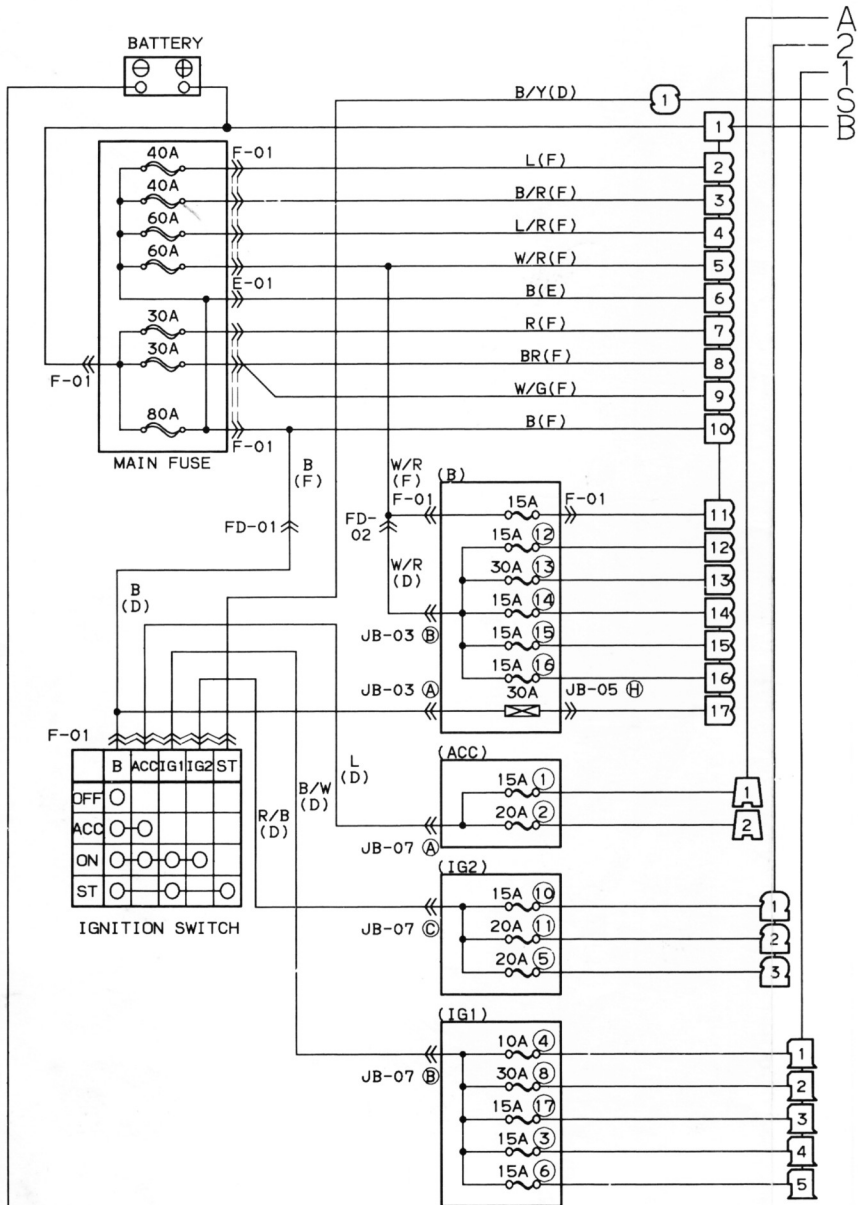 A
2
1
S
B
BATTERY
⊖ ⊕
B/Y(D) 1
1
MAIN FUSE
40A F-01 L(F) 2
40A B/R(F) 3
60A L/R(F) 4
60A W/R(F) 5
E-01 B(E) 6
30A R(F) 7
30A BR(F) 8
F-01 W/G(F) 9
80A B(F) 10
F-01
B
(F)
W/R
(F)
FD-01
FD-
02
W/R
(D)
B
(D)
(B)
F-01 15A F-01 11
15A ⑫ 12
30A ⑬ 13
15A ⑭ 14
JB-03 Ⓑ 15A ⑮ 15
15A ⑯ 16
JB-03 Ⓐ 30A JB-05 Ⓗ 17
(ACC)
15A ① 1
20A ② 2
JB-07 Ⓐ
(IG2)
15A ⑩ 1
JB-07 Ⓒ 20A ⑪ 2
20A ⑤ 3
(IG1)
10A ④ 1
JB-07 Ⓑ 30A ⑧ 2
15A ⑰ 3
15A ③ 4
15A ⑥ 5
F-01
B ACC IG1 IG2 ST
OFF
ACC
ON
ST
IGNITION SWITCH
R/B
(D)
B/W
(D)
L
(D)